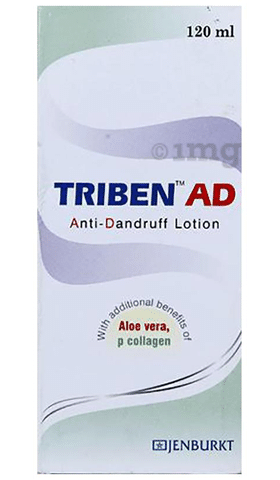 120 ml
©1mg
TRIBEN™ AD
Anti-Dandruff Lotion
With additional benefits of
Aloe vera,
p collagen
JENBURKT